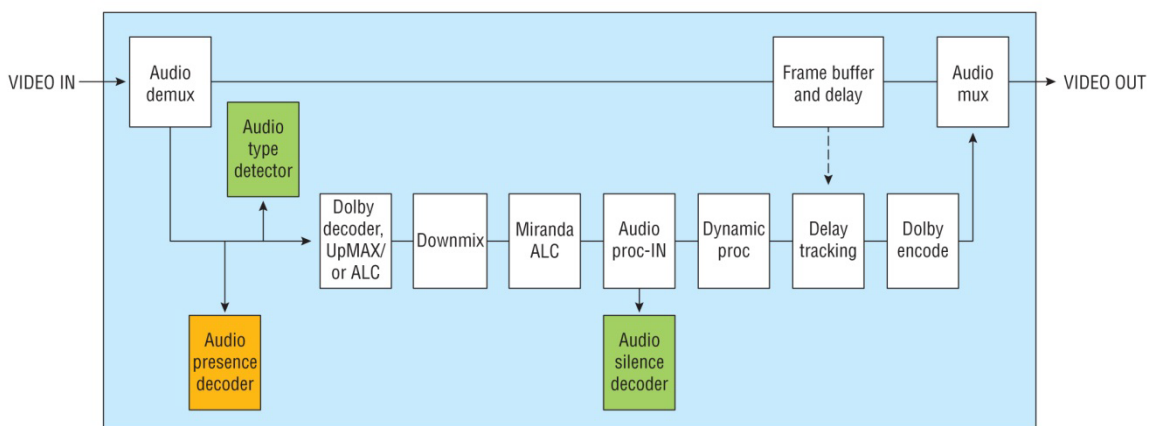 VIDEO IN
Audio
demux
Frame buffer
and delay
Audio
mux
VIDEO OUT
Audio
type
detector
Dolby
decoder,
UpMAX/
or ALC
Downmix
Miranda
ALC
Audio
proc-IN
Dynamic
proc
Delay
tracking
Dolby
encode
Audio
presence
decoder
Audio
silence
decoder